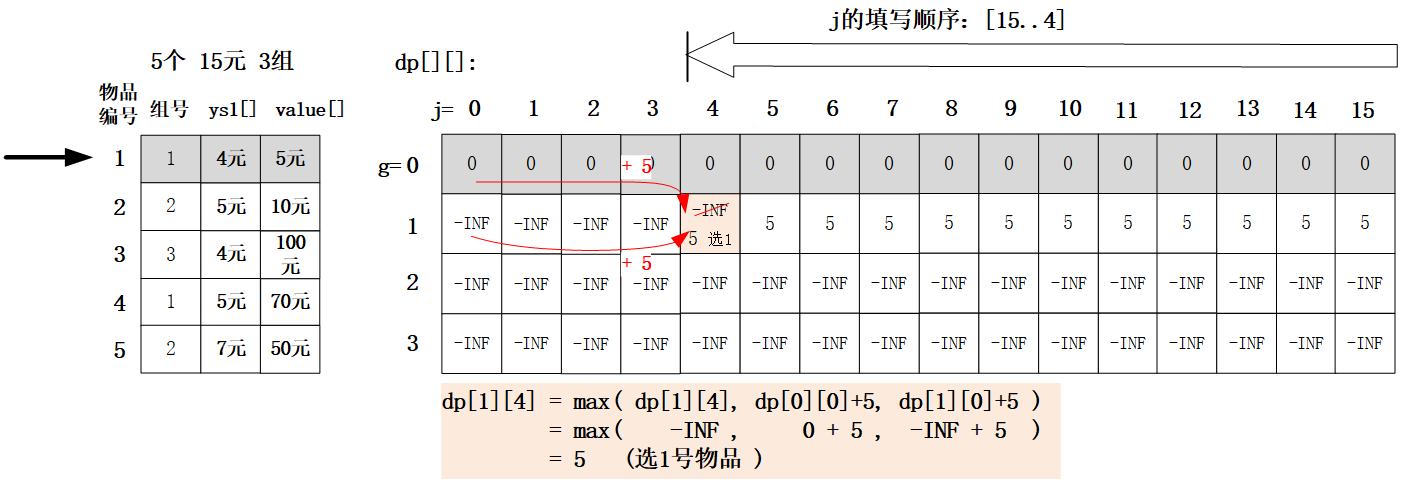 j的填写顺序：[15..4]
5个 15元 3组
dp[][]:
物品编号 组号 ysl[] value[]
j= 0 1 2 3 4 5 6 7 8 9 10 11 12 13 14 15
1 1 4元 5元
g= 0 0 0 0 0 0 0 0 0 0 0 0 0 0 0
+ 5
2 2 5元 10元
1 -INF -INF -INF -INF -INF 5 5 5 5 5 5 5 5 5 5 5
5 选1
+ 5
3 3 4元 100元
2 -INF -INF -INF -INF -INF -INF -INF -INF -INF -INF -INF -INF -INF -INF -INF -INF
4 1 5元 70元
3 -INF -INF -INF -INF -INF -INF -INF -INF -INF -INF -INF -INF -INF -INF -INF -INF
5 2 7元 50元
dp[1][4] = max( dp[1][4], dp[0][0]+5, dp[1][0]+5 )
= max( -INF , 0 + 5 , -INF + 5 )
= 5 (选1号物品 )